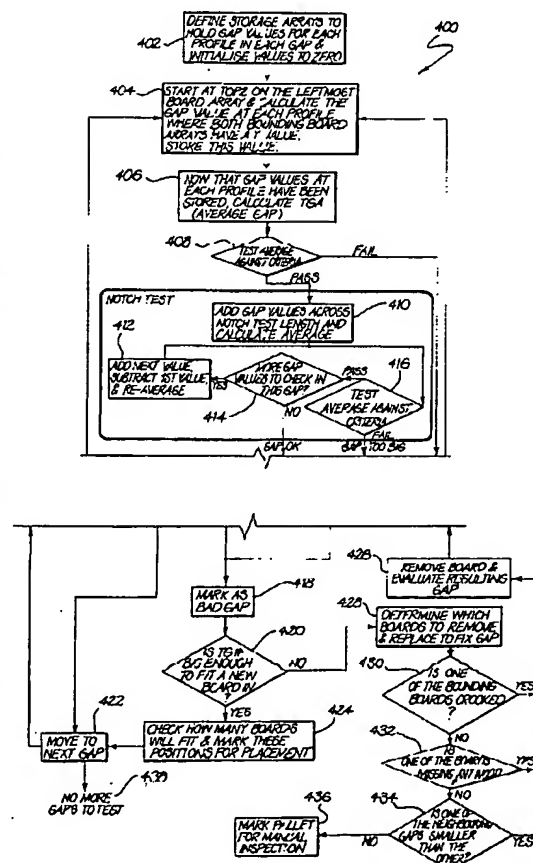 400
402
DEFINE STORAGE ARRAYS TO
HOLD GAP VALUES FOR EACH
PROFILE IN EACH GAP &
INITIALISE VALUES TO ZERO
404
START AT TOP2 ON THE LEFTMOST
BOARD ARRAY & CALCULATE THE
GAP VALUE AT EACH PROFILE
WHERE BOTH BOUNDING BOARD
ARRAYS HAVE A 1 VALUE.
STORE THIS VALUE.
406
NOW THAT GAP VALUES AT
EACH PROFILE HAVE BEEN
STORED, CALCULATE TGA
(AVERAGE GAP)
408
TEST AVERAGE
AGAINST CRITERIA
FAIL
PASS
NOTCH TEST
410
ADD GAP VALUES ACROSS
NOTCH TEST LENGTH AND
CALCULATE AVERAGE
412
ADD NEXT VALUE,
SUBTRACT 1ST VALUE,
& RE-AVERAGE
YES
MORE GAP
VALUES TO CHECK IN
THIS GAP?
414
NO
PASS
416
TEST
AVERAGE AGAINST
CRITERIA
FAIL
GAP OK
GAP TOO BIG
418
MARK AS
BAD GAP
420
IS
BIG ENOUGH
TO FIT A NEW
BOARD IN
NO
YES
422
MOVE TO
NEXT GAP
424
CHECK HOW MANY BOARDS
WILL FIT & MARK THESE
POSITIONS FOR PLACEMENT
438
NO MORE
GAPS TO TEST
428
REMOVE BOARD &
EVALUATE RESULTING
GAP
DETERMINE WHICH
BOARDS TO REMOVE
& REPLACE TO FIX GAP
430
IS ONE
OF THE BOUNDING
BOARDS CROOKED
?
YES
NO
432
IS
ONE OF THE BOARDS
MISSING
YES
NO
434
IS ONE OF
THE NEIGHBOURING
GAPS SMALLER
THAN THE
OTHER?
YES
NO
436
MARK PALLET
FOR MANUAL
INSPECTION